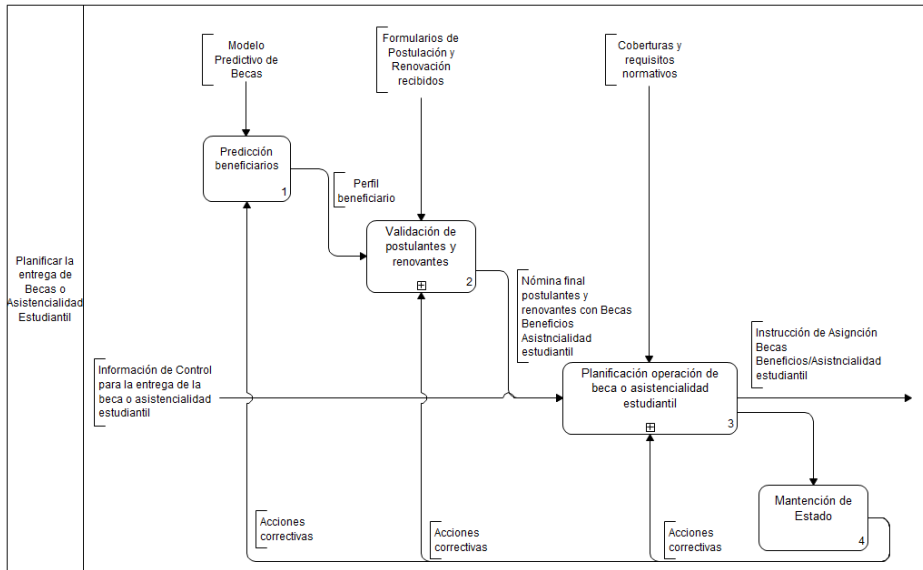 Planificar la
entrega de
Becas o
Asistencialidad
Estudiantil
Modelo
Predictivo de
Becas
Formularios de
Postulación y
Renovación
recibidos
Coberturas y
requisitos
normativos
Predicción
beneficiarios
1
Perfil
beneficiario
Validación de
postulantes y
renovantes
2
Nómina final
postulantes y
renovantes con Becas
Beneficios
Asistncialidad
estudiantil
Información de Control
para la entrega de la
beca o asistencialidad
estudiantil
Planificación operación de
beca o asistencialidad
estudiantil
3
Instrucción de Asignción
Becas
Beneficios/Asistncialidad
estudiantil
Mantención de
Estado
4
Acciones
correctivas
Acciones
correctivas
Acciones
correctivas